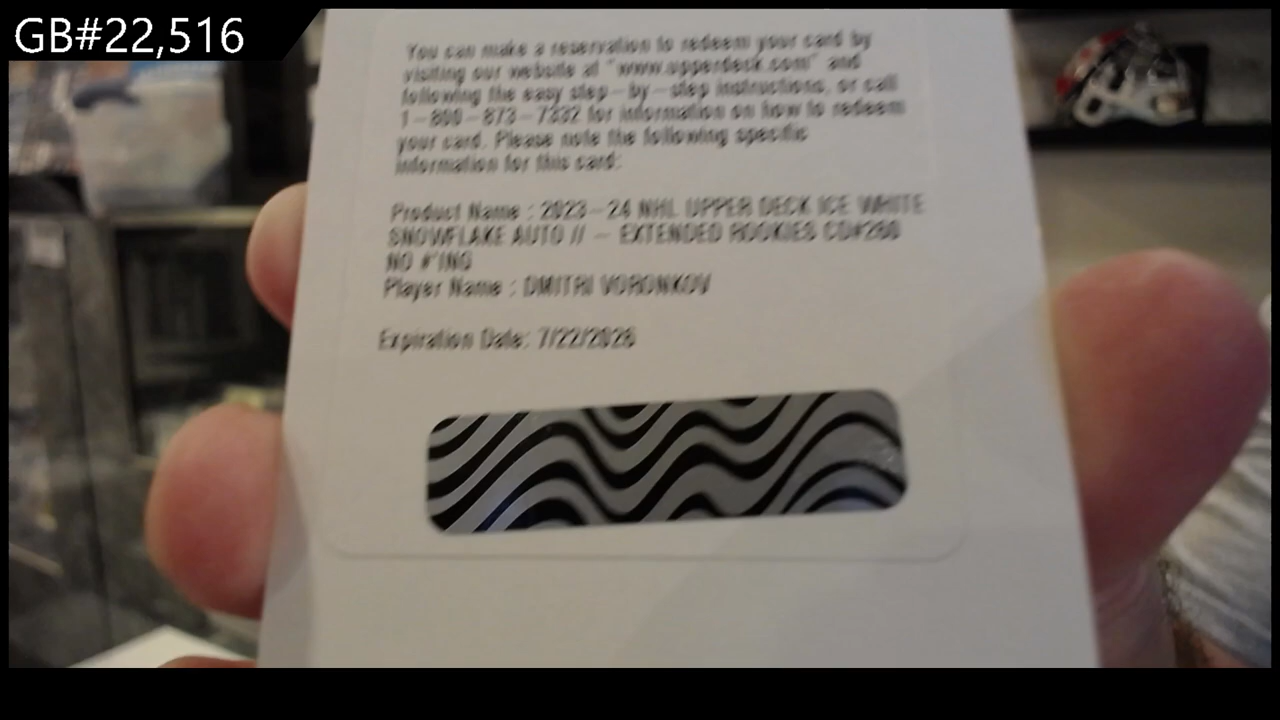 GB#22,516
You can make a reservation to redeem your card by
visiting our website at "www.upperdeck.com" and
following the easy step-by-step instructions, or call
1-800-873-7332 for information on how to redeem
your card. Please note the following specific
information for this card:
Product Name : 2023-24 NHL UPPER DECK ICE WHITE
SNOWFLAKE AUTO // - EXTENDED ROOKIES CD#260
NO #'ING
Player Name : DMITRI VORONKOV
Expiration Date: 7/22/2026